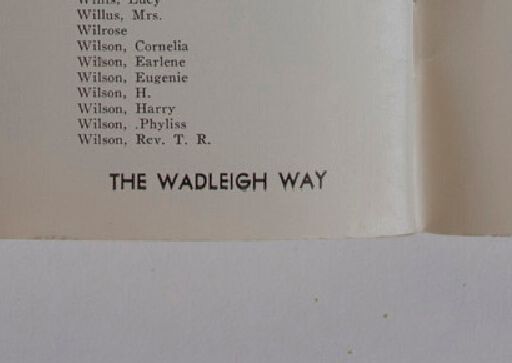 Willis, Lucy
Willus, Mrs.
Wilrose
Wilson, Cornelia
Wilson, Earlene
Wilson, Eugenie
Wilson, H.
Wilson, Harry
Wilson, .Phyliss
Wilson, Rev. T. R.
THE WADLEIGH WAY